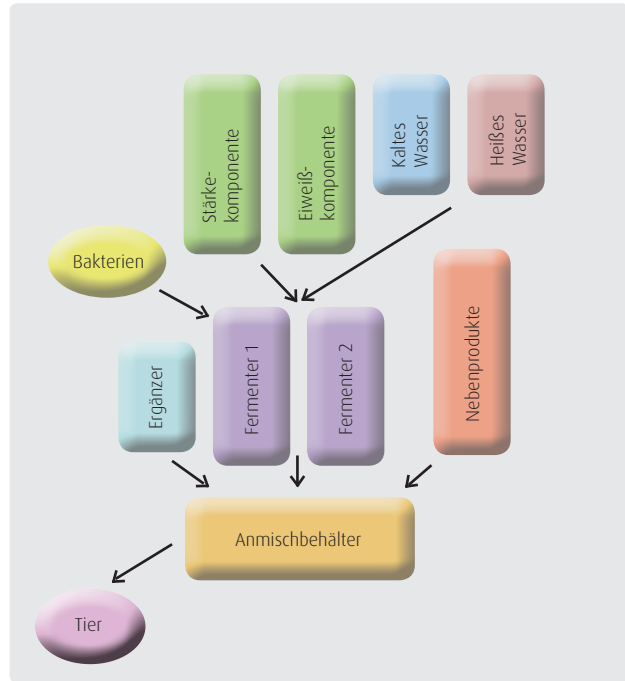 Stärke-
komponente
Eiweiß-
komponente
Kaltes
Wasser
Heißes
Wasser
Bakterien
Ergänzer
Fermenter 1
Fermenter 2
Nebenprodukte
Anmischbehälter
Tier